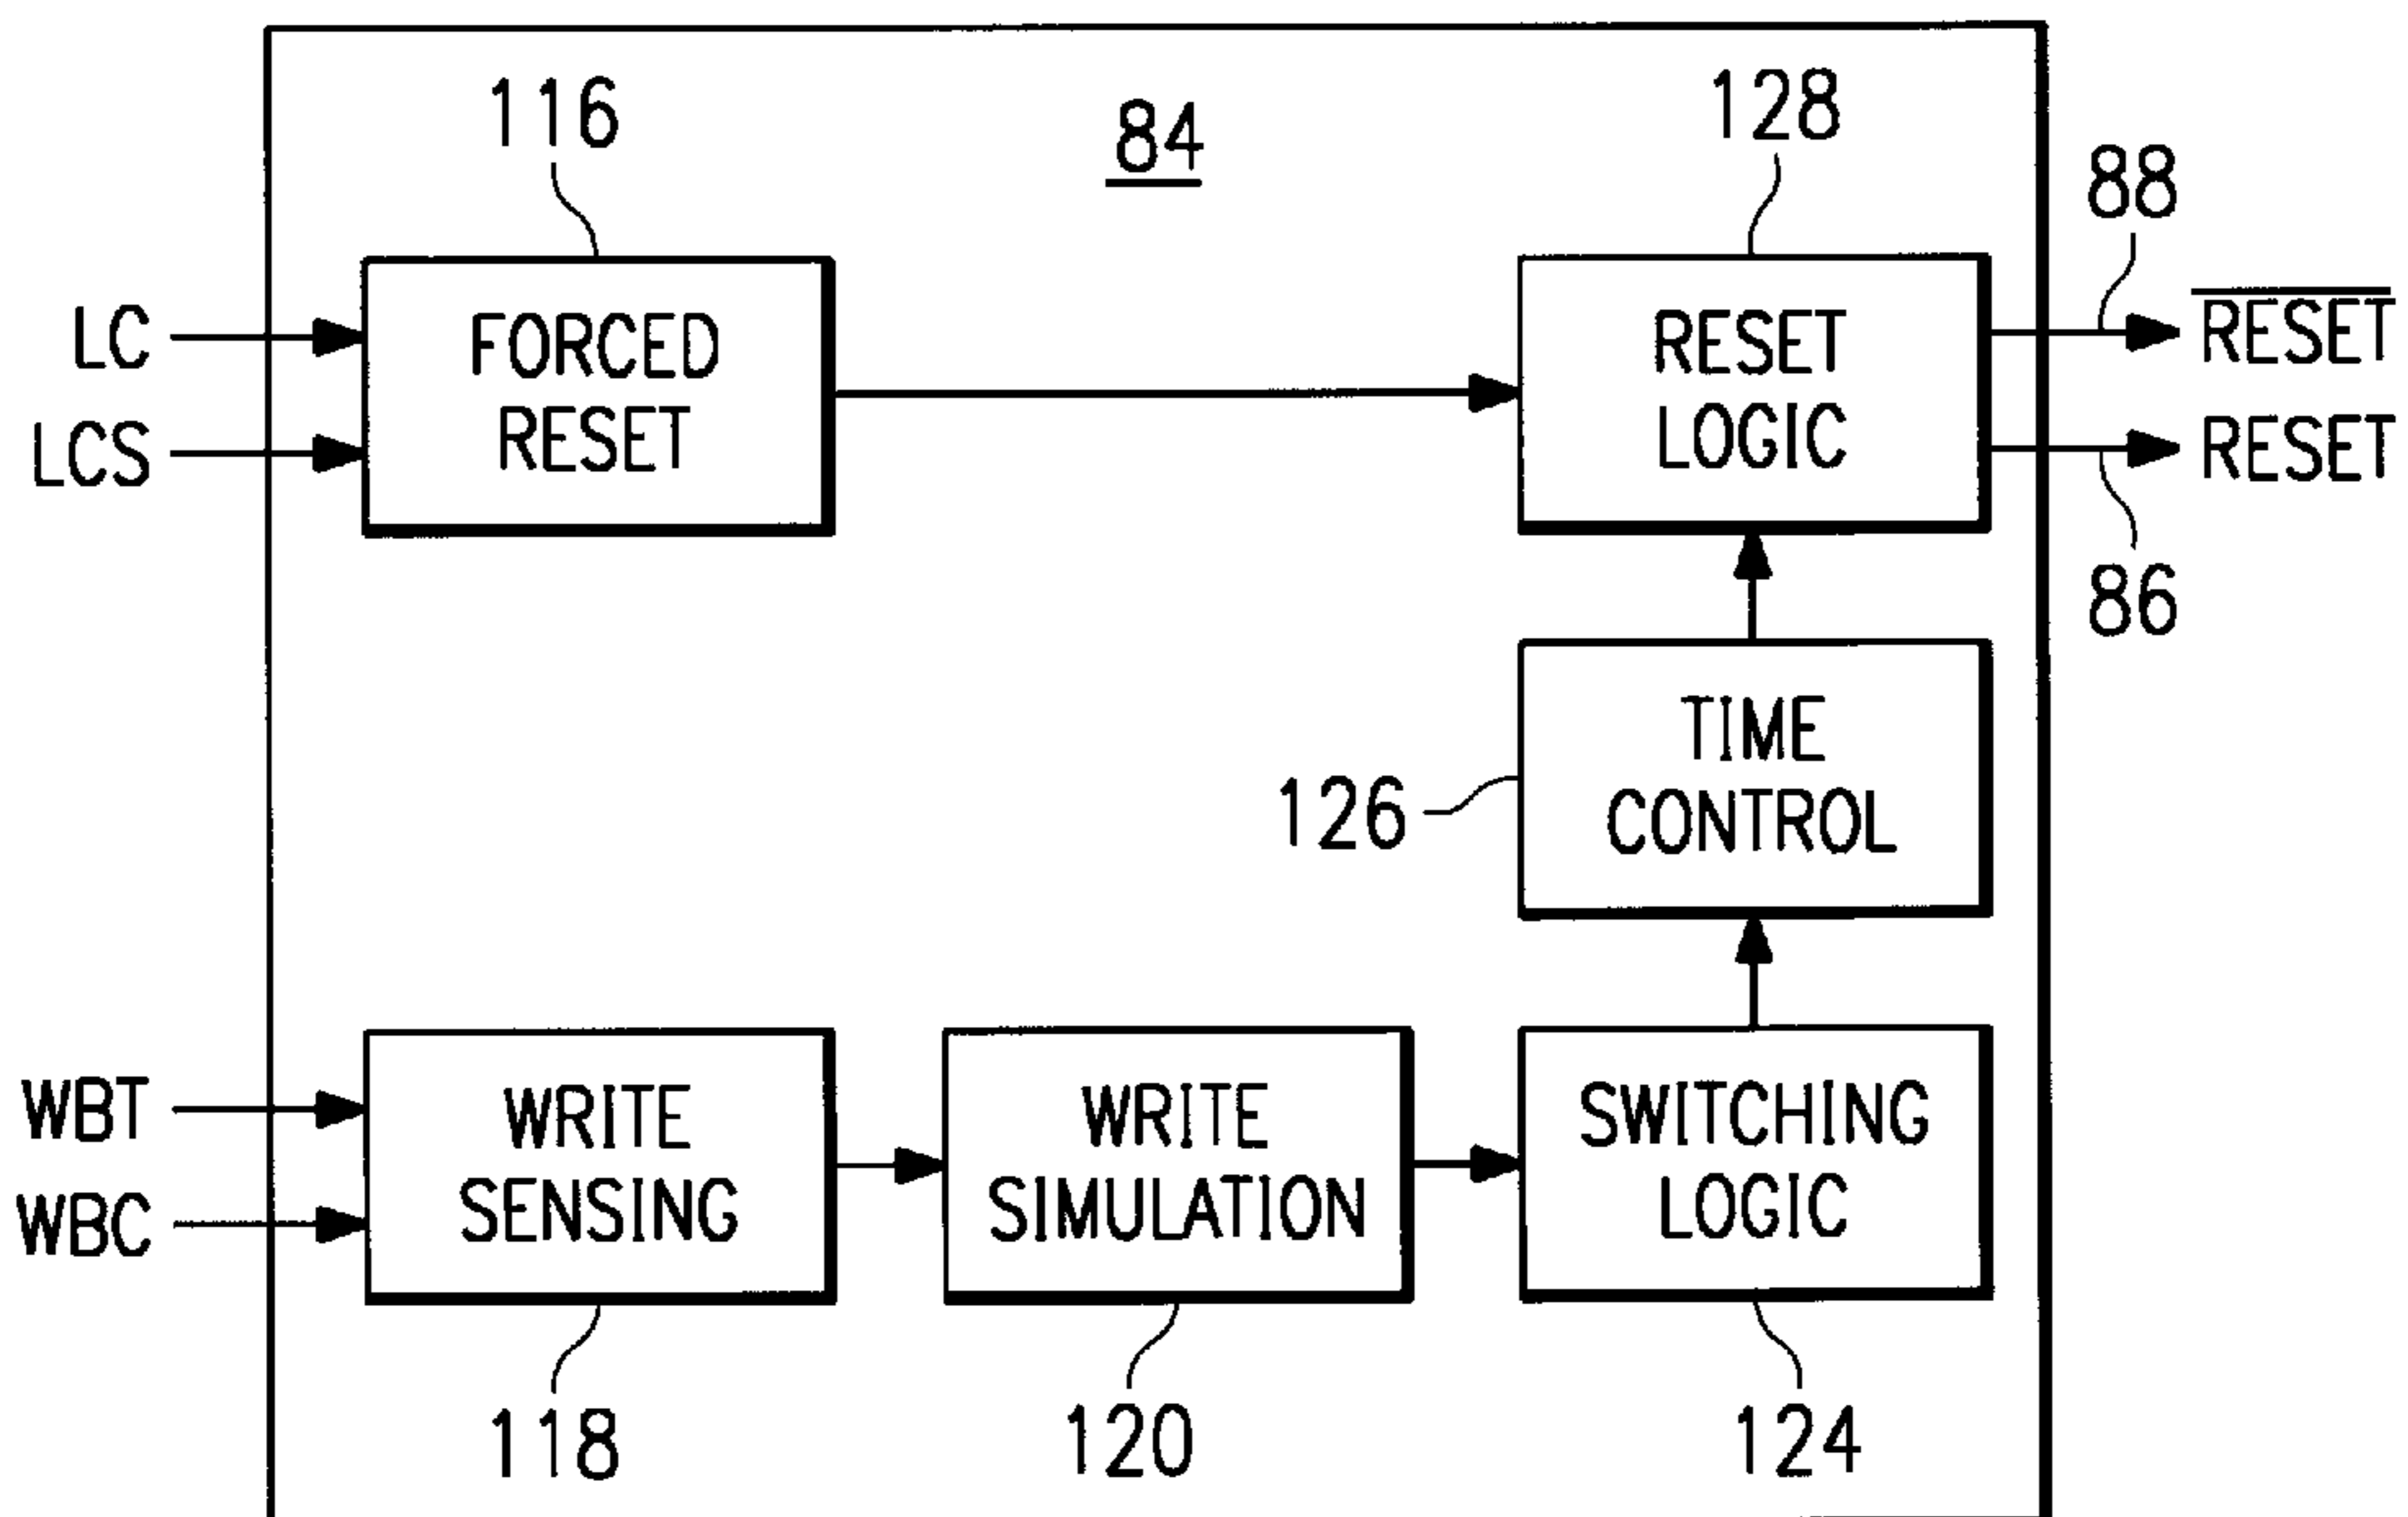 116
84
128
88
LC
LCS
FORCED
RESET
RESET
LOGIC
R̅E̅S̅E̅T̅
RESET
86
TIME
CONTROL
126
WBT
WBC
WRITE
SENSING
WRITE
SIMULATION
SWITCHING
LOGIC
118
120
124